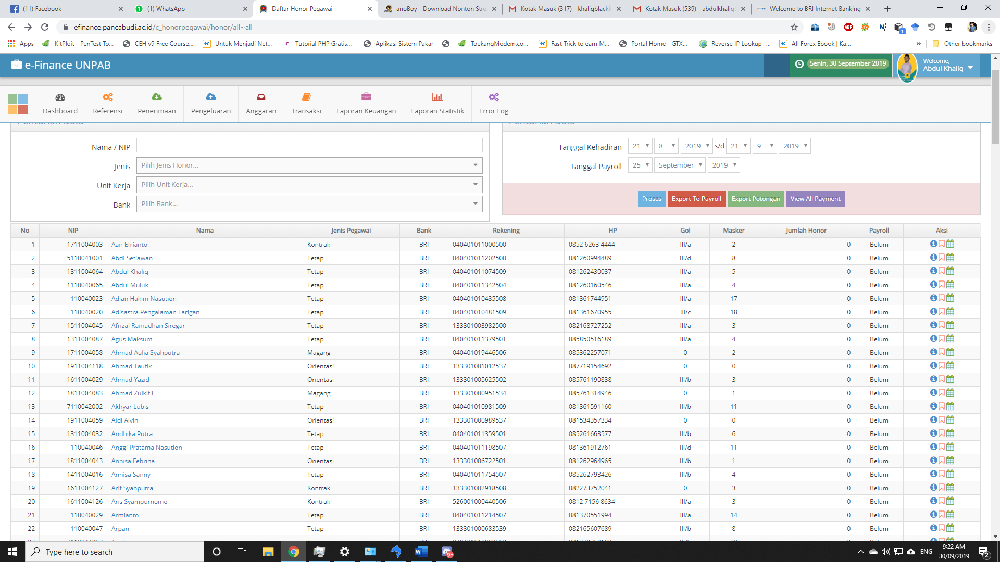 (11) Facebook
(1) WhatsApp
Daftar Honor Pegawai
anoBoy - Download Nonton Stre
Kotak Masuk (317) - khaliqblackli
Kotak Masuk (539) - abdulkhaliq
Welcome to BRI Internet Banking
efinance.pancabudi.ac.id/c_honorpegawai/honor/all~all
Apps
KitPloit - PenTest To...
CEH v9 Free Course...
Untuk Menjadi Net...
Tutorial PHP Gratis...
Aplikasi Sistem Pakar
ToekangModem.co...
Fast Trick to earn M...
Portal Home - GTX...
Reverse IP Lookup -...
All Forex Ebook | Ka...
»
Other bookmarks
e-Finance UNPAB
Senin, 30 September 2019
Welcome,
Abdul Khaliq
Dashboard
Referensi
Penerimaan
Pengeluaran
Anggaran
Transaksi
Laporan Keuangan
Laporan Statistik
Error Log
Pencarian Data
Nama / NIP
Jenis Pilih Jenis Honor...
Unit Kerja Pilih Unit Kerja...
Bank Pilih Bank...
Pencarian Data
Tanggal Kehadiran 21 8 2019 s/d 21 9 2019
Tanggal Payroll 25 September 2019
Proses Export To Payroll Export Potongan View All Payment
No NIP Nama Jenis Pegawai Bank Rekening HP Gol Masker Jumlah Honor Payroll Aksi
1 1711004003 Aan Efrianto Kontrak BRI 040401011000500 0852 6263 4444 III/a 2 0 Belum
2 5110041001 Abdi Setiawan Tetap BRI 040401011202500 081260994489 III/d 8 0 Belum
3 1311004064 Abdul Khaliq Tetap BRI 040401011074509 081262430037 III/a 5 0 Belum
4 1110040065 Abdul Muluk Tetap BRI 040401011342504 081260160546 III/a 4 0 Belum
5 110040023 Adian Hakim Nasution Tetap BRI 040401010435508 081361744951 III/a 17 0 Belum
6 110040020 Adisastra Pengalaman Tarigan Tetap BRI 040401010481509 081361670955 III/c 18 0 Belum
7 1511004045 Afrizal Ramadhan Siregar Tetap BRI 133301003982500 082168727252 III/a 3 0 Belum
8 1311004087 Agus Maksum Tetap BRI 040401011379501 085850516189 III/a 4 0 Belum
9 1711004058 Ahmad Aulia Syahputra Magang BRI 040401019446506 085362257071 0 2 0 Belum
10 1911004118 Ahmad Taufik Orientasi BRI 133301001012537 087719154692 0 0 0 Belum
11 1611004029 Ahmad Yazid Orientasi BRI 133301005625502 085761190838 III/b 3 0 Belum
12 1811004083 Ahmad Zulkifli Magang BRI 133301000951534 085761314946 0 1 0 Belum
13 7110042002 Akhyar Lubis Tetap BRI 040401010981509 081361591160 III/b 11 0 Belum
14 1911004059 Aldi Alvin Orientasi BRI 133301000989537 081534357334 0 0 0 Belum
15 1311004032 Andhika Putra Tetap BRI 040401011359501 085261663577 III/b 6 0 Belum
16 110040046 Anggi Pratama Nasution Tetap BRI 040401011198507 081361912761 III/d 11 0 Belum
17 1811004043 Annisa Febrina Orientasi BRI 133301006722501 081262964965 III/b 1 0 Belum
18 1411004016 Annisa Sanny Tetap BRI 040401011754507 085262793426 III/b 4 0 Belum
19 1611004127 Arif Syahputra Kontrak BRI 133301002918508 082273752041 0 3 0 Belum
20 1611004126 Aris Syampurnomo Kontrak BRI 526001000440506 0812 7156 8634 III/a 3 0 Belum
21 110040029 Armianto Tetap BRI 040401011214507 081370551994 III/a 14 0 Belum
22 110040047 Arpan Tetap BRI 133301000683539 082165607689 III/b 8 0 Belum
Type here to search
9+
ENG
9:22 AM
30/09/2019
2